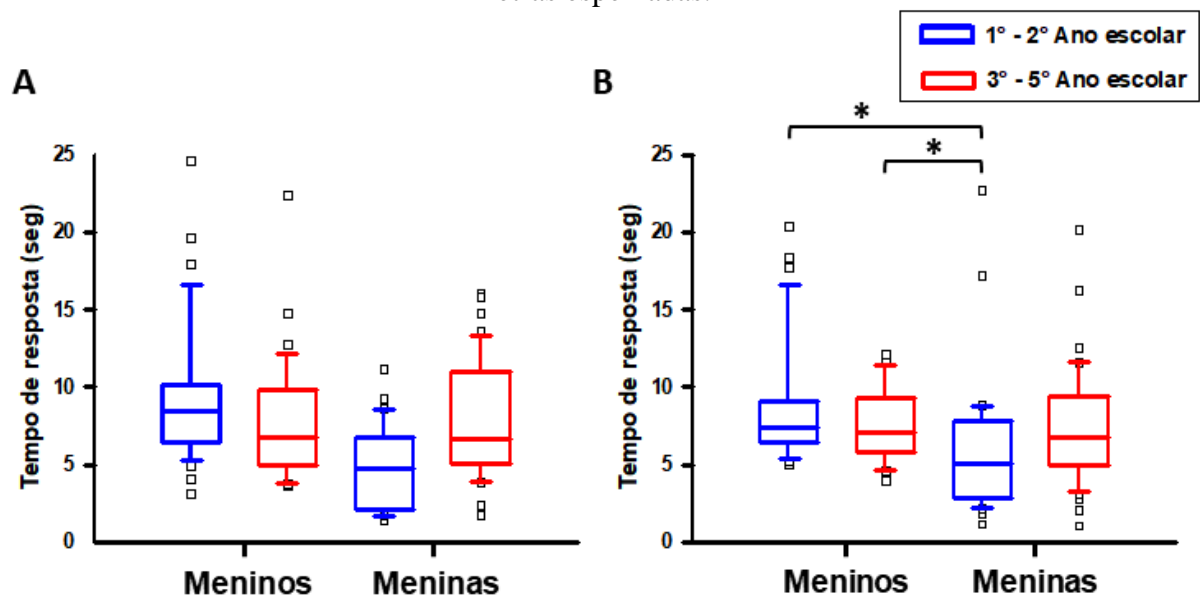 1° - 2° Ano escolar
3° - 5° Ano escolar
A
B
*
*
Tempo de resposta (seg)
25
20
15
10
5
0
Meninos
Meninas
Tempo de resposta (seg)
25
20
15
10
5
0
Meninos
Meninas